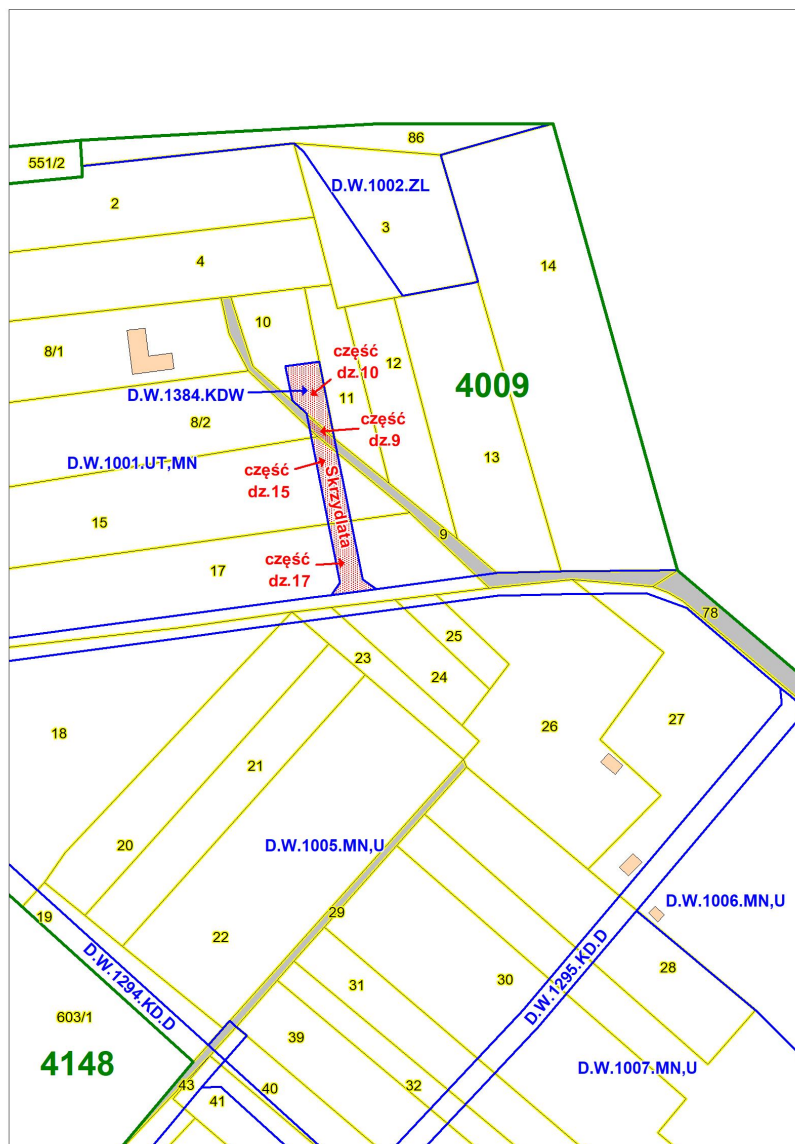 86
551/2
D.W.1002.ZL
2
3
4
14
10
8/1
część
dz.10
12
4009
D.W.1384.KDW
11
8/2
część
dz.9
13
D.W.1001.UT,MN
część
dz.15
Skrzydlata
15
9
część
dz.17
17
78
25
23
24
18
26
27
21
20
D.W.1005.MN,U
D.W.1006.MN,U
19
29
22
D.W.1294.KD.D
28
30
31
D.W.1295.KD.D
603/1
39
4148
D.W.1007.MN,U
43
40
32
41